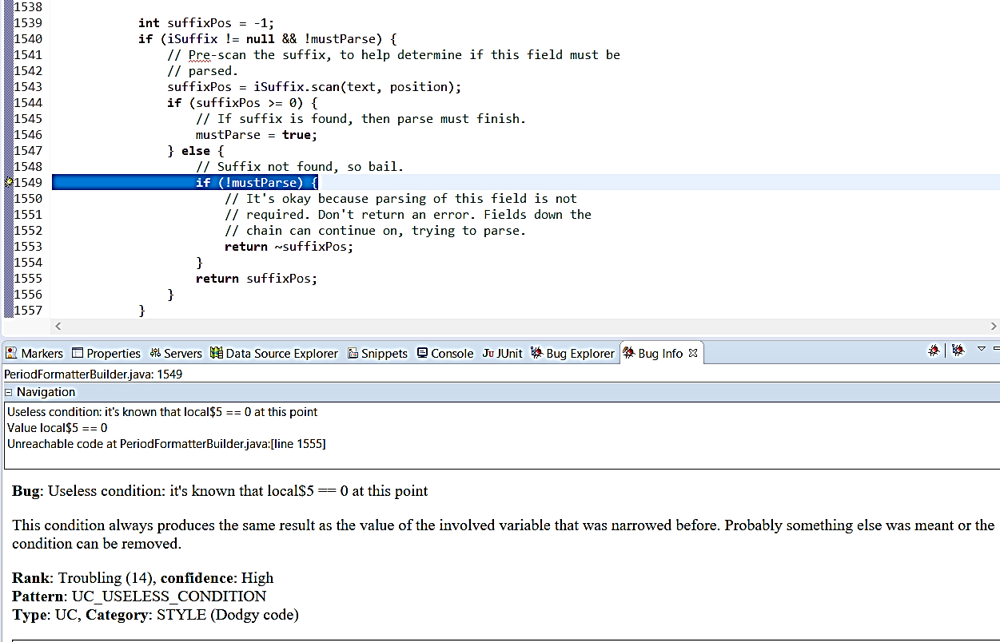 1538
1539 int suffixPos = -1;
1540 if (iSuffix != null && !mustParse) {
1541 // Pre-scan the suffix, to help determine if this field must be
1542 // parsed.
1543 suffixPos = iSuffix.scan(text, position);
1544 if (suffixPos >= 0) {
1545 // If suffix is found, then parse must finish.
1546 mustParse = true;
1547 } else {
1548 // Suffix not found, so bail.
1549 if (!mustParse) {
1550 // It's okay because parsing of this field is not
1551 // required. Don't return an error. Fields down the
1552 // chain can continue on, trying to parse.
1553 return ~suffixPos;
1554 }
1555 return suffixPos;
1556 }
1557 }
Markers Properties Servers Data Source Explorer Snippets Console JUnit Bug Explorer Bug Info
PeriodFormatterBuilder.java: 1549
Navigation
Useless condition: it's known that local$5 == 0 at this point
Value local$5 == 0
Unreachable code at PeriodFormatterBuilder.java:[line 1555]
Bug: Useless condition: it's known that local$5 == 0 at this point
This condition always produces the same result as the value of the involved variable that was narrowed before. Probably something else was meant or the
condition can be removed.
Rank: Troubling (14), confidence: High
Pattern: UC_USELESS_CONDITION
Type: UC, Category: STYLE (Dodgy code)